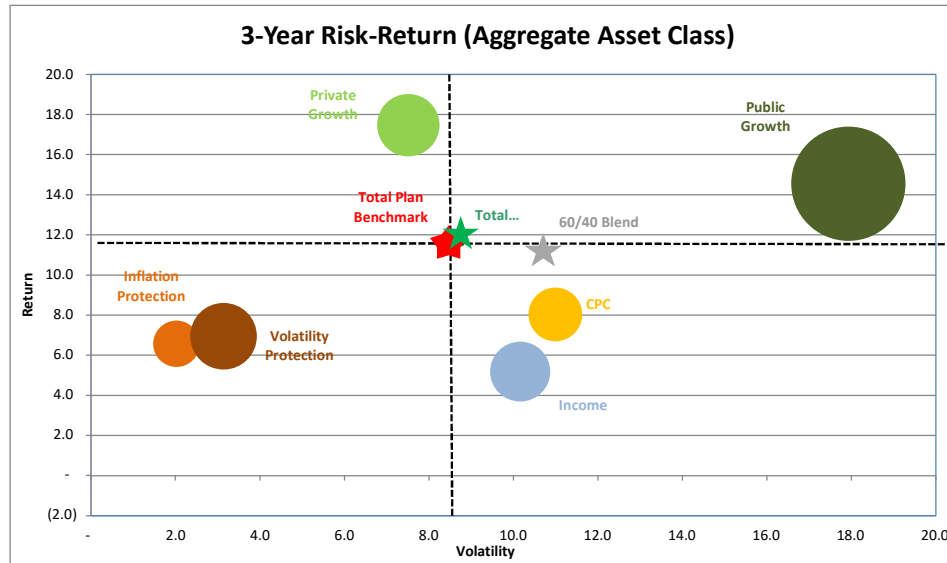 3-Year Risk-Return (Aggregate Asset Class)
20.0
18.0
16.0
14.0
12.0
10.0
8.0
6.0
4.0
2.0
-
(2.0)
Return
Private
Growth
Public
Growth
Total Plan
Benchmark
Total...
60/40 Blend
Inflation
Protection
Volatility
Protection
CPC
Income
-
2.0
4.0
6.0
8.0
10.0
12.0
14.0
16.0
18.0
20.0
Volatility